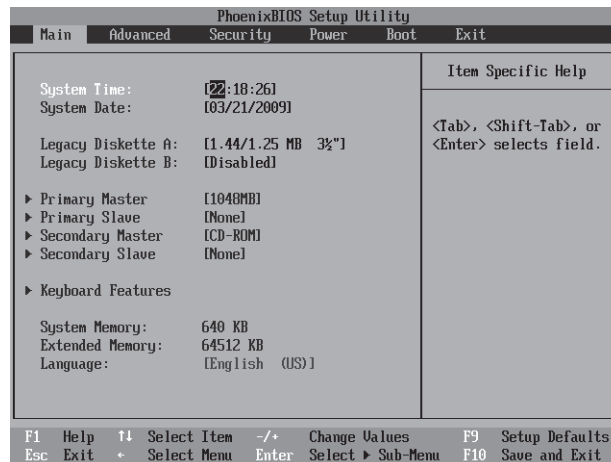 PhoenixBIOS Setup Utility
Main Advanced Security Power Boot Exit
System Time: [22:18:26]
System Date: [03/21/2009]
Legacy Diskette A: [1.44/1.25 MB 3½"]
Legacy Diskette B: [Disabled]
▶ Primary Master [1048MB]
▶ Primary Slave [None]
▶ Secondary Master [CD-ROM]
▶ Secondary Slave [None]
▶ Keyboard Features
System Memory: 640 KB
Extended Memory: 64512 KB
Language: [English (US)]
Item Specific Help
<Tab>, <Shift-Tab>, or
<Enter> selects field.
F1 Help ↑↓ Select Item -/+ Change Values F9 Setup Defaults
Esc Exit ← Select Menu Enter Select ▶ Sub-Menu F10 Save and Exit